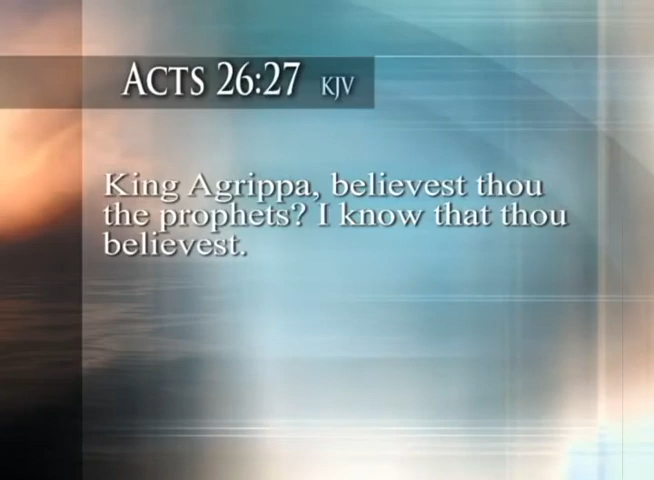 ACTS 26:27 KJV
King Agrippa, believest thou
the prophets? I know that thou
believest.